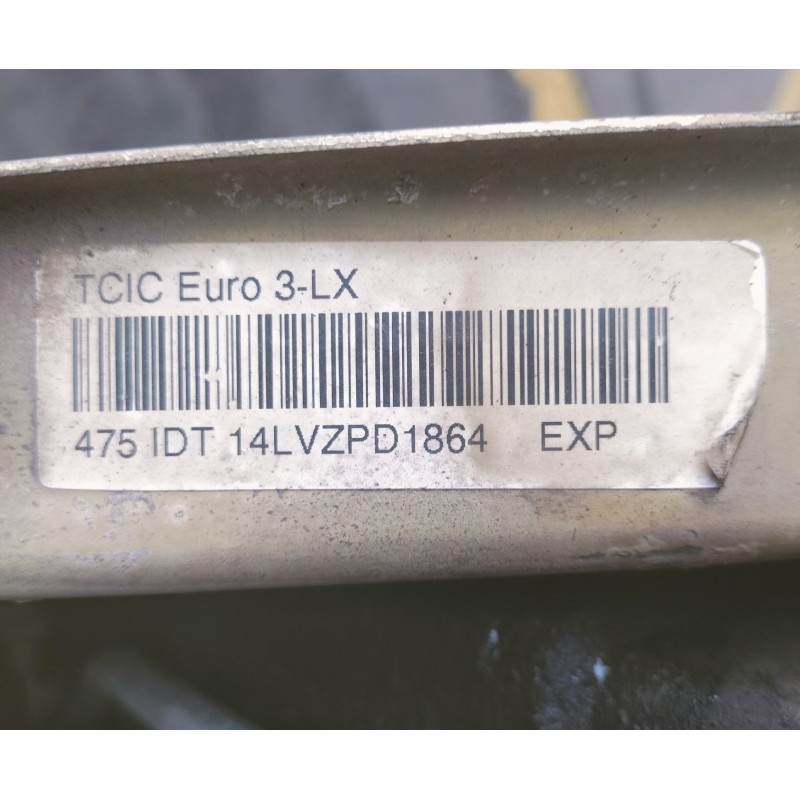 TCIC Euro 3-LX
475 IDT 14LVZPD1864 EXP